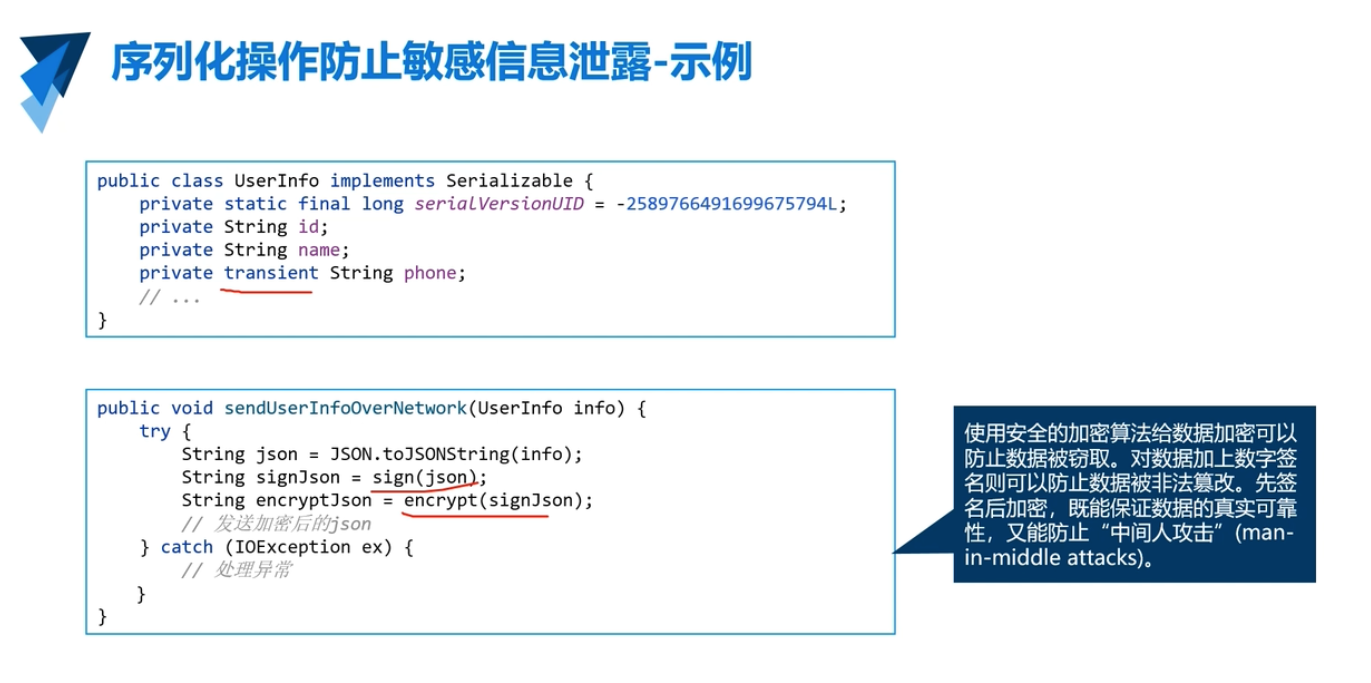 序列化操作防止敏感信息泄露-示例
public class UserInfo implements Serializable {
    private static final long serialVersionUID = -2589766491699675794L;
    private String id;
    private String name;
    private transient String phone;
    // ...
}
public void sendUserInfoOverNetwork(UserInfo info) {
    try {
        String json = JSON.toJSONString(info);
        String signJson = sign(json);
        String encryptJson = encrypt(signJson);
        // 发送加密后的json
    } catch (IOException ex) {
        // 处理异常
    }
}
使用安全的加密算法给数据加密可以
防止数据被窃取。对数据加上数字签
名则可以防止数据被非法篡改。先签
名后加密，既能保证数据的真实可靠
性，又能防止“中间人攻击”(man-
in-middle attacks)。